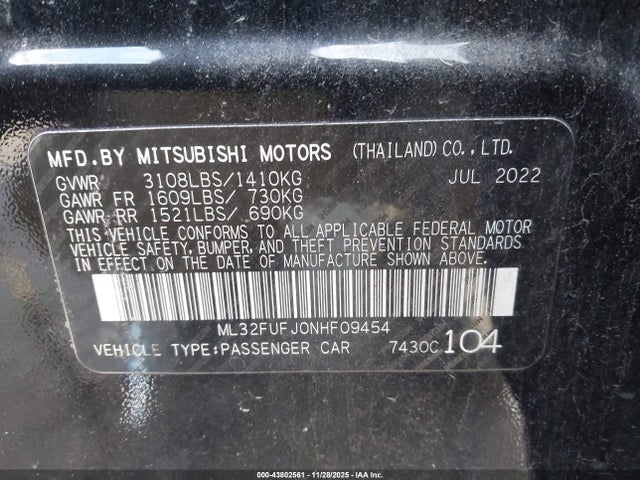 MFD.BY MITSUBISHI MOTORS (THAILAND) CO.,LTD.
GVWR 3108LBS/1410KG JUL 2022
GAWR FR 1609LBS/ 730KG
GAWR RR 1521LBS/ 690KG
THIS VEHICLE CONFORMS TO ALL APPLICABLE FEDERAL MOTOR
VEHICLE SAFETY, BUMPER, AND THEFT PREVENTION STANDARDS
IN EFFECT ON THE DATE OF MANUFACTURE SHOWN ABOVE.
ML32FUFJ0NHF09454
VEHICLE TYPE:PASSENGER CAR 7430C 104
000-43802561 - 11/28/2025 - IAA Inc.